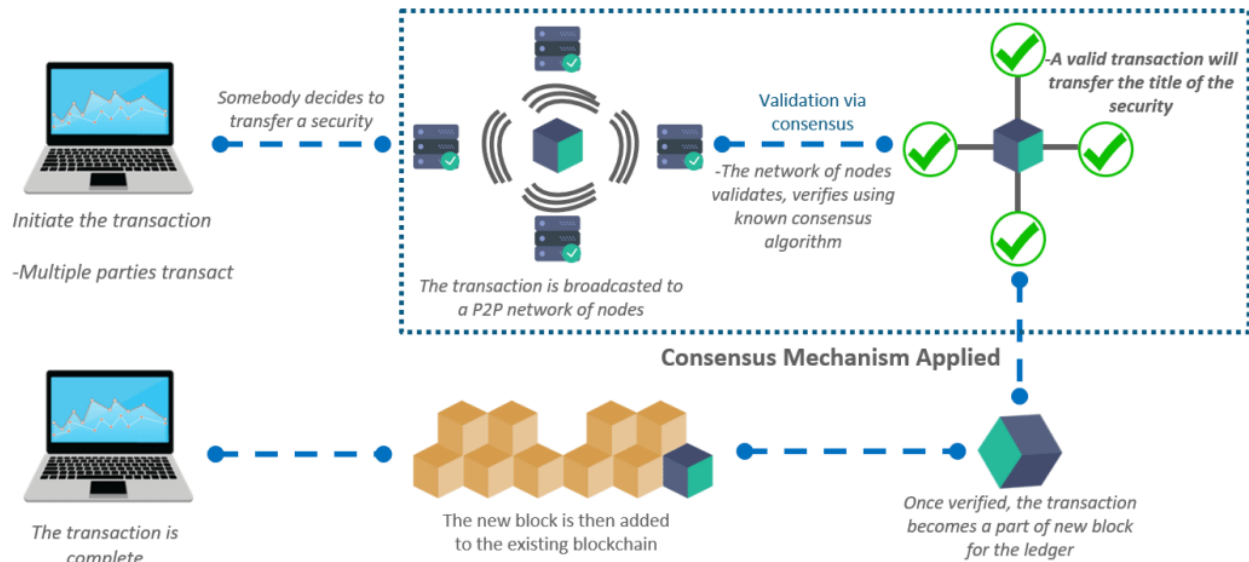 Initiate the transaction
-Multiple parties transact
Somebody decides to
transfer a security
The transaction is broadcasted to
a P2P network of nodes
Validation via
consensus
-The network of nodes
validates, verifies using
known consensus
algorithm
-A valid transaction will
transfer the title of the
security
Consensus Mechanism Applied
Once verified, the transaction
becomes a part of new block
for the ledger
The new block is then added
to the existing blockchain
The transaction is
complete